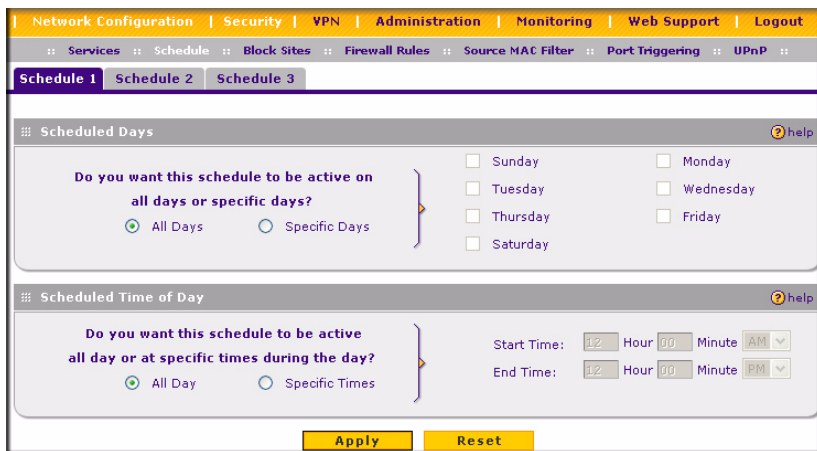 Network Configuration | Security | VPN | Administration | Monitoring | Web Support | Logout
:: Services :: Schedule :: Block Sites :: Firewall Rules :: Source MAC Filter :: Port Triggering :: UPnP ::
Schedule 1 Schedule 2 Schedule 3
Scheduled Days ? help
Do you want this schedule to be active on
all days or specific days?
All Days Specific Days
Sunday Monday
Tuesday Wednesday
Thursday Friday
Saturday
Scheduled Time of Day ? help
Do you want this schedule to be active
all day or at specific times during the day?
All Day Specific Times
Start Time: 12 Hour 00 Minute AM
End Time: 12 Hour 00 Minute PM
Apply Reset